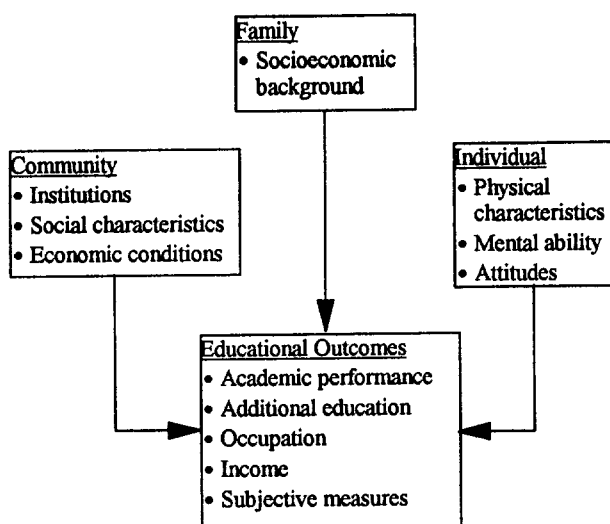 Family
• Socioeconomic
background
Community
• Institutions
• Social characteristics
• Economic conditions
Individual
• Physical
characteristics
• Mental ability
• Attitudes
Educational Outcomes
• Academic performance
• Additional education
• Occupation
• Income
• Subjective measures